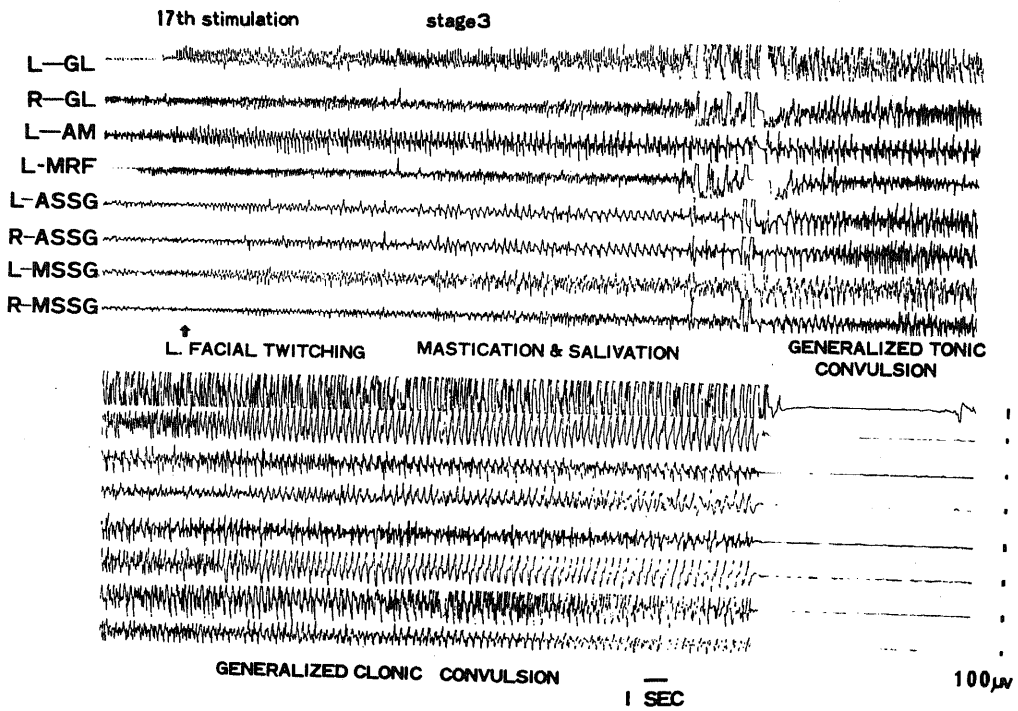 17th stimulation stage3
L—GL
R—GL
L—AM
L-MRF
L-ASSG
R-ASSG
L-MSSG
R-MSSG
L. FACIAL TWITCHING MASTICATION & SALIVATION GENERALIZED TONIC
CONVULSION
GENERALIZED CLONIC CONVULSION
1 SEC
100μV